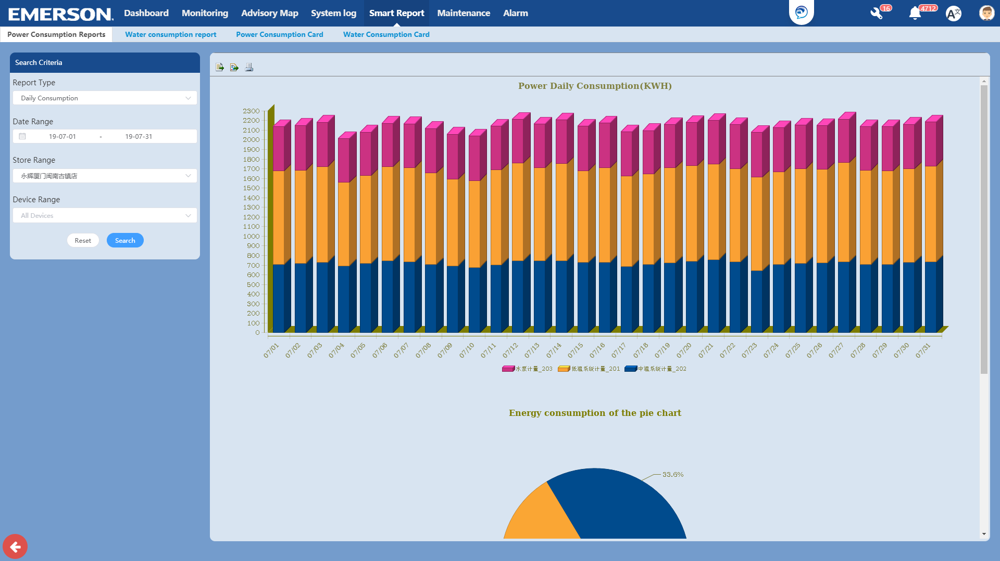 EMERSON. Dashboard Monitoring Advisory Map System log Smart Report Maintenance Alarm 16 4712 A文
Power Consumption Reports Water consumption report Power Consumption Card Water Consumption Card
Search Criteria
Report Type
Daily Consumption
Date Range
19-07-01 - 19-07-31
Store Range
永辉厦门闽南古镇店
Device Range
All Devices
Reset Search
Power Daily Consumption(KWH)
2300
2200
2100
2000
1900
1800
1700
1600
1500
1400
1300
1200
1100
1000
900
800
700
600
500
400
300
200
100
0
07/01 07/02 07/03 07/04 07/05 07/06 07/07 07/08 07/09 07/10 07/11 07/12 07/13 07/14 07/15 07/16 07/17 07/18 07/19 07/20 07/21 07/22 07/23 07/24 07/25 07/26 07/27 07/28 07/29 07/30 07/31
水泵计量_203 低温系统计量_201 中温系统计量_202
Energy consumption of the pie chart
33.6%